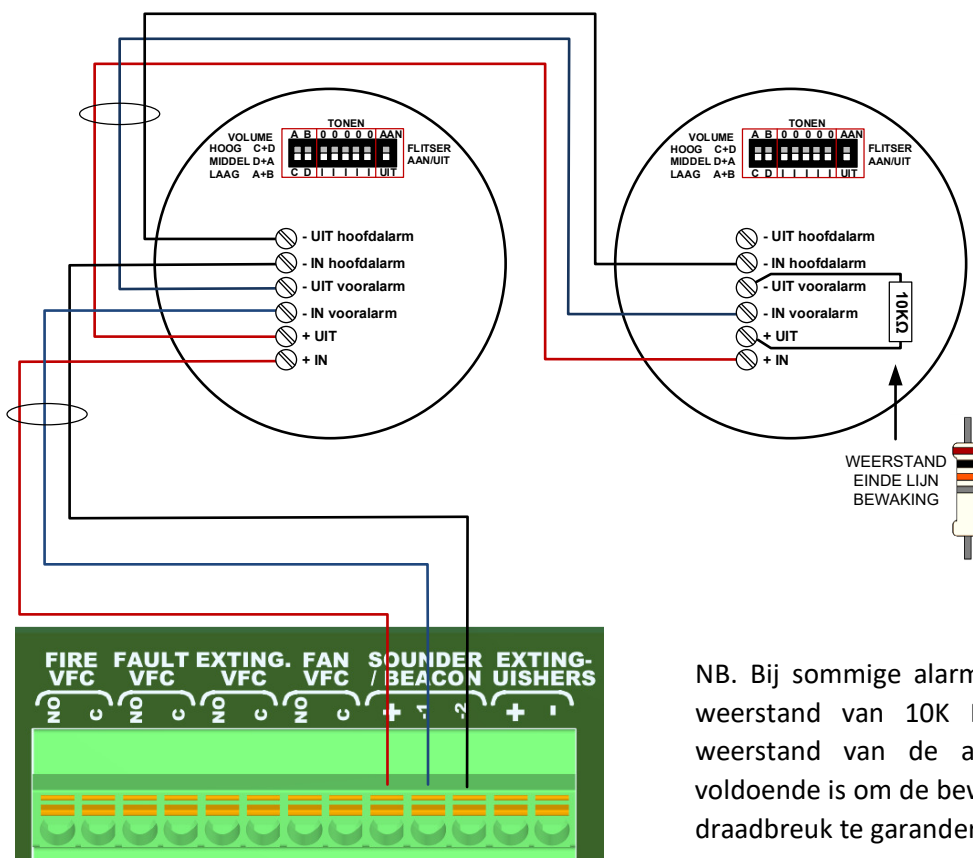 TONEN
VOLUME A B 0 0 0 0 0 AAN
HOOG C+D FLITSER
MIDDEL D+A AAN/UIT
LAAG A+B C D I I I I I UIT
- UIT hoofdalarm
- IN hoofdalarm
- UIT vooralarm
- IN vooralarm
+ UIT
+ IN
TONEN
VOLUME A B 0 0 0 0 0 AAN
HOOG C+D FLITSER
MIDDEL D+A AAN/UIT
LAAG A+B C D I I I I I UIT
- UIT hoofdalarm
- IN hoofdalarm
- UIT vooralarm
- IN vooralarm
+ UIT
+ IN
10KΩ
WEERSTAND
EINDE LIJN
BEWAKING
FIRE FAULT EXTING. FAN SOUNDER EXTING-
VFC VFC VFC VFC / BEACON UISHERS
NO C NO C NO C NO C + -1 -2 + -
NB. Bij sommige alarm
weerstand van 10K
weerstand van de a
voldoende is om de bew
draadbreuk te garander